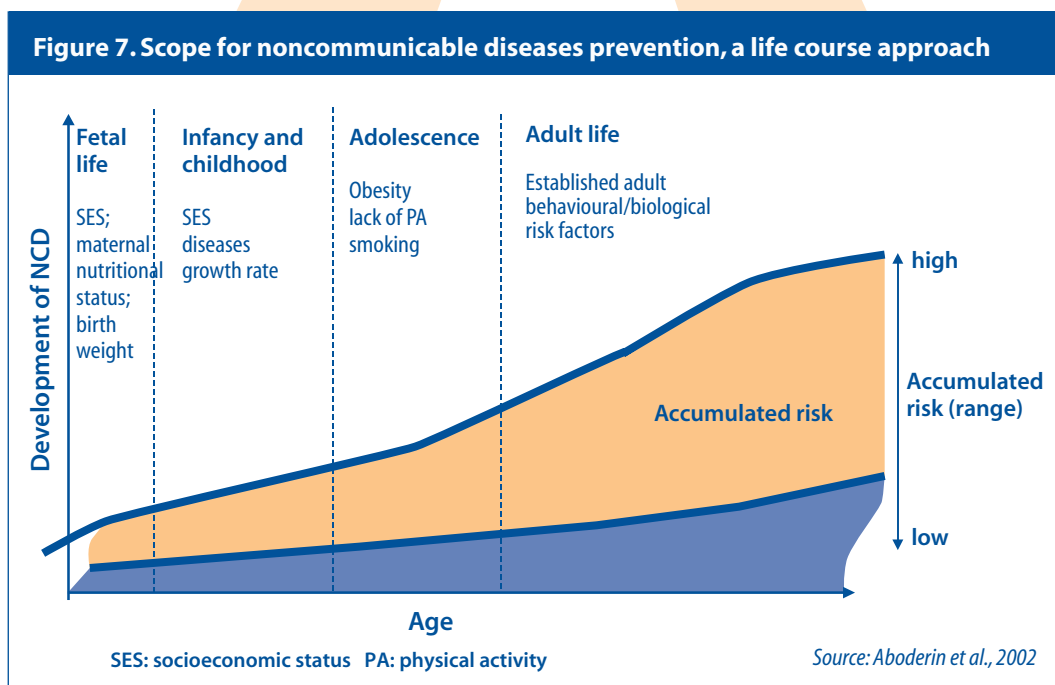 Figure 7. Scope for noncommunicable diseases prevention, a life course approach
Development of NCD
Fetal
life
SES;
maternal
nutritional
status;
birth
weight
Infancy and
childhood
SES
diseases
growth rate
Adolescence
Obesity
lack of PA
smoking
Adult life
Established adult
behavioural/biological
risk factors
Accumulated risk
high
Accumulated
risk (range)
low
Age
SES: socioeconomic status PA: physical activity
Source: Aboderin et al., 2002